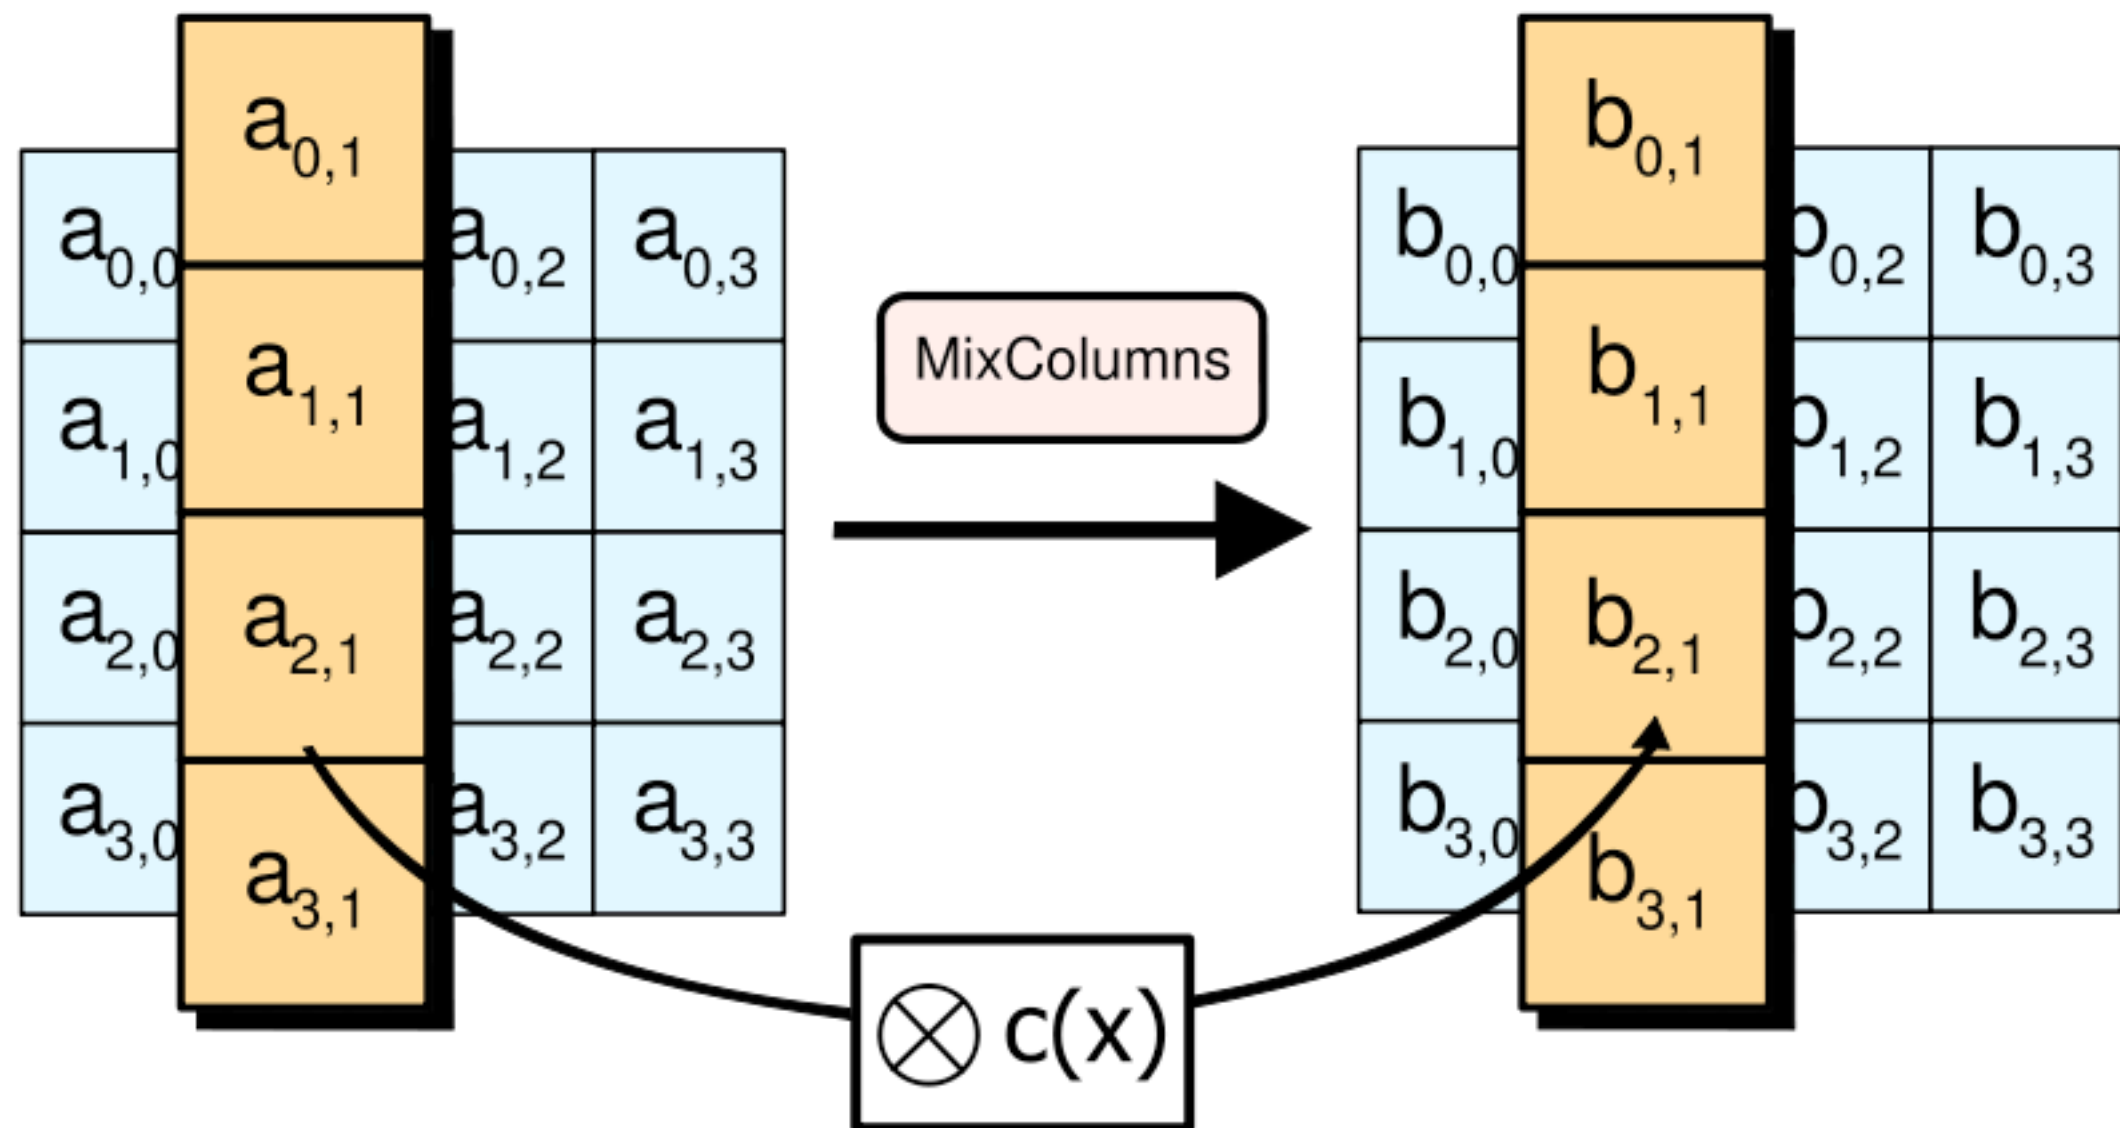 a0,1
a0,0 a0,2 a0,3
a1,1
a1,0 a1,2 a1,3
a2,1
a2,0 a2,2 a2,3
a3,1
a3,0 a3,2 a3,3
MixColumns
b0,1
b0,0 b0,2 b0,3
b1,1
b1,0 b1,2 b1,3
b2,1
b2,0 b2,2 b2,3
b3,1
b3,0 b3,2 b3,3
⊗ c(x)